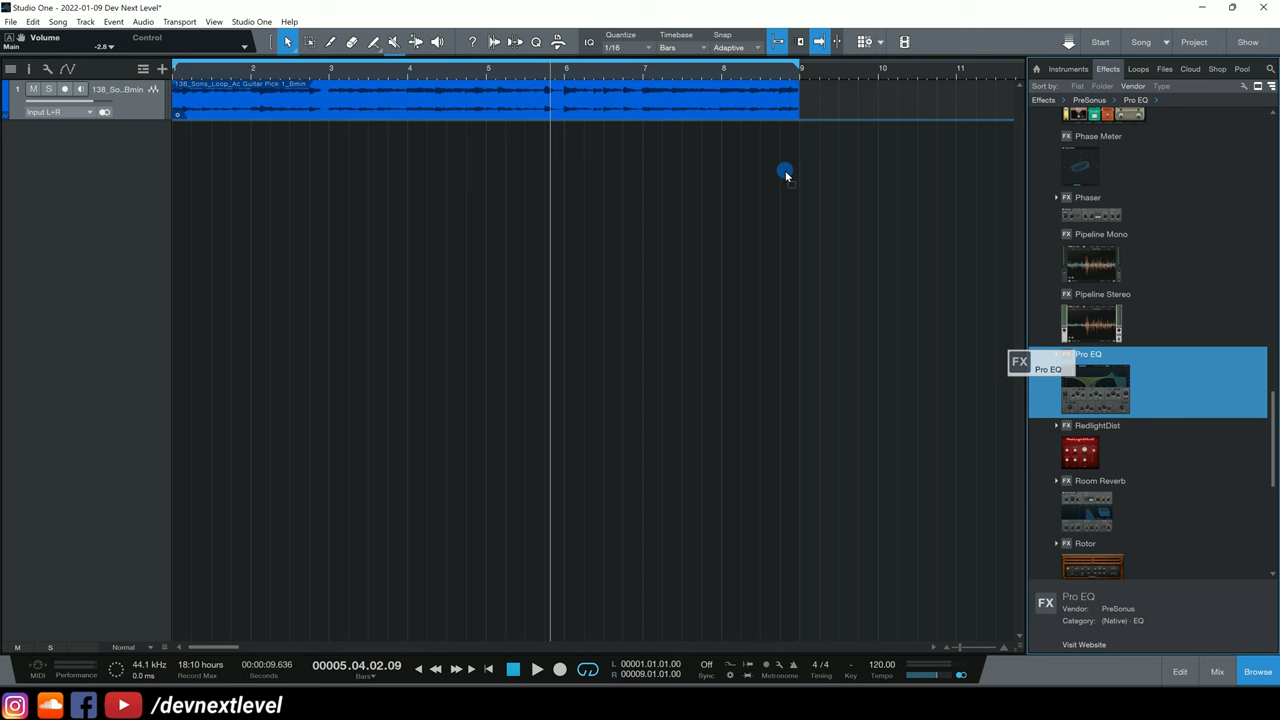 Studio One - 2022-01-09 Dev Next Level*
File Edit Song Track Event Audio Transport View Studio One Help
A Volume Control
Main -2.8
? Q IQ Quantize Timebase Snap
1/16 Bars Adaptive
Start Song Project Show
i 2 3 4 5 6 7 8 9 10 11
Instruments Effects Loops Files Cloud Shop Pool
Sort by: Flat Folder Vendor Type
Effects PreSonus Pro EQ
1 M S 138_So..Bmin
Input L+R
138_Sons_Loop_Ac Guitar Pick 1_Bmin
FX Phase Meter
FX Phaser
FX Pipeline Mono
FX Pipeline Stereo
Pro EQ
FX Pro EQ
FX RedlightDist
FX Room Reverb
FX Rotor
FX Pro EQ
Vendor: PreSonus
Category: (Native) - EQ
Visit Website
M S Normal
MIDI Performance
44.1 kHz
0.0 ms
18:10 hours
Record Max
00:00:09.636
Seconds
00005.04.02.09
Bars
L 00001.01.01.00
R 00009.01.01.00
Off
Sync
Metronome
4 / 4
Timing
-
Key
120.00
Tempo
Edit Mix Browse
/devnextlevel